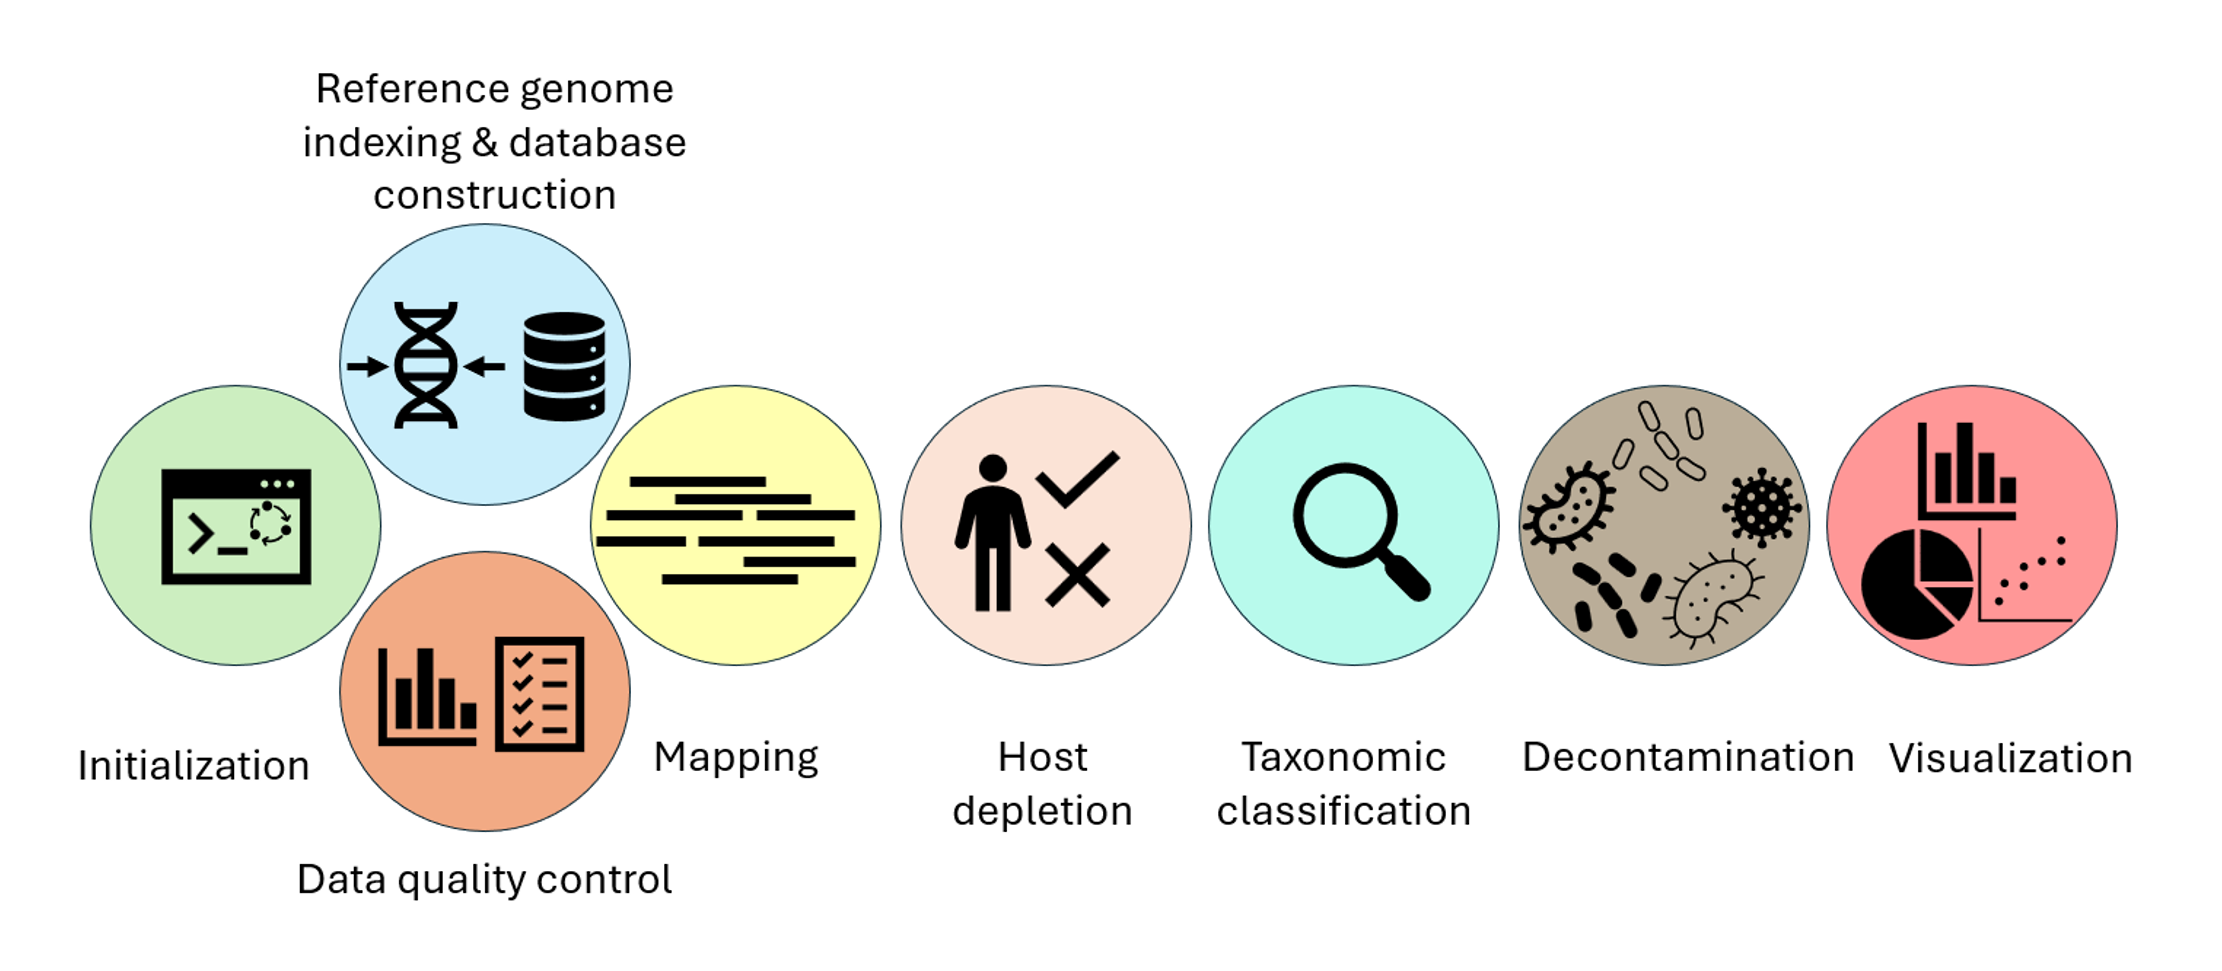 Reference genome
indexing & database
construction
Initialization
Data quality control
Mapping
Host
depletion
Taxonomic
classification
Decontamination
Visualization